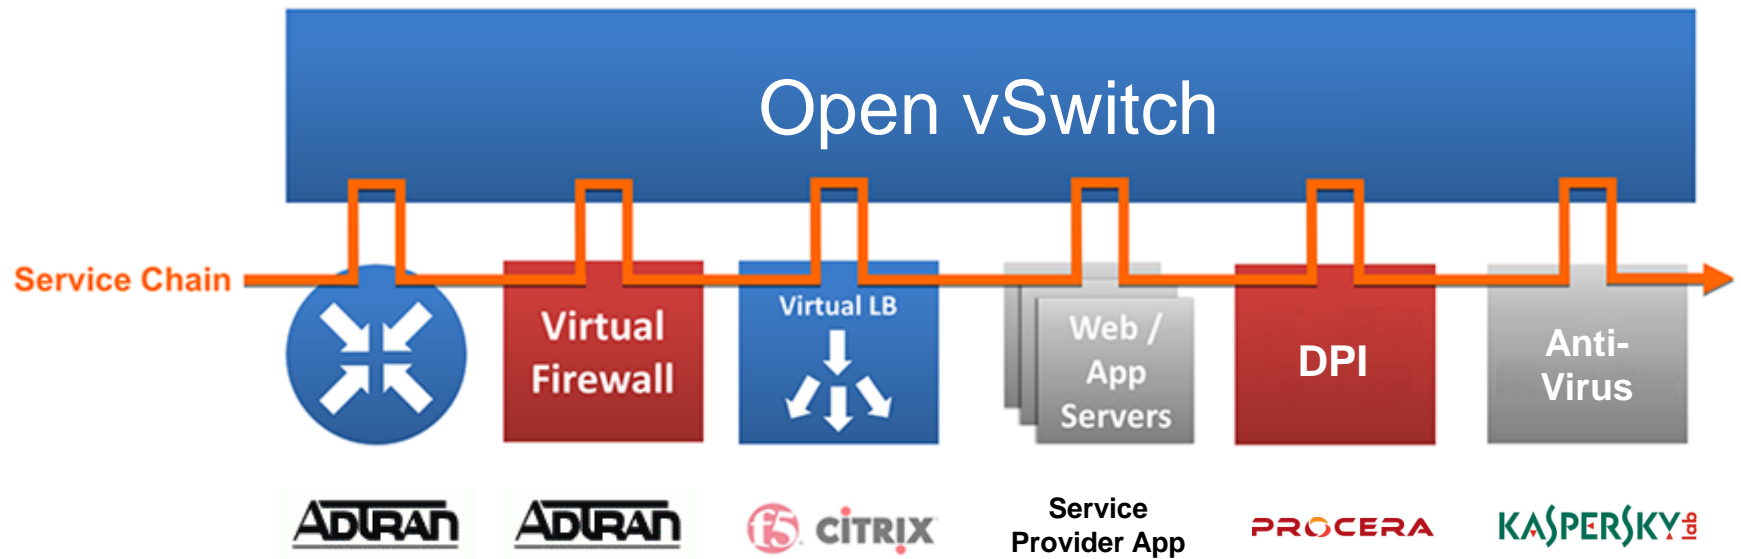 Open vSwitch
Service Chain
Virtual
Firewall
Virtual LB
Web /
App
Servers
DPI
Anti-
Virus
ADTRAN
ADTRAN
f5 CITRIX
Service
Provider App
PROCERA
KASPERSKY lab